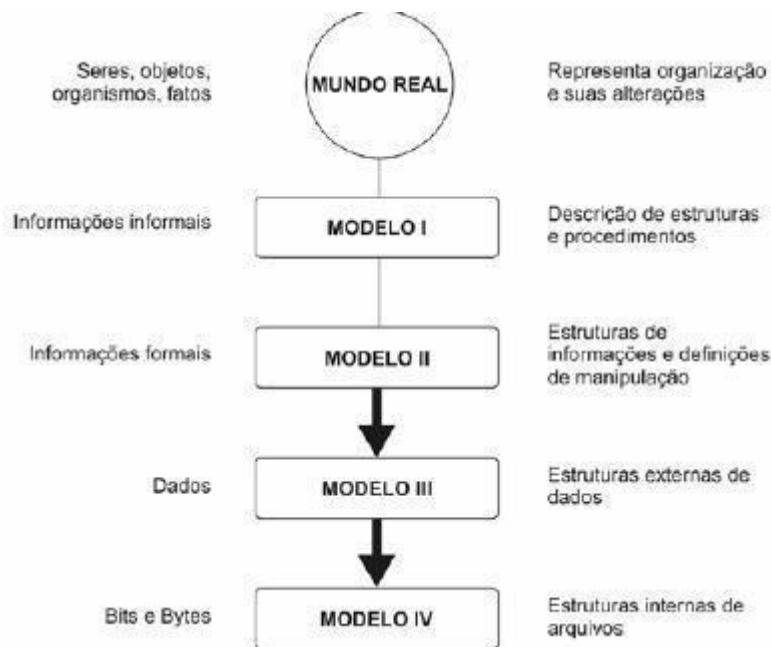 Seres, objetos,
organismos, fatos
MUNDO REAL
Representa organização
e suas alterações
Informações informais
MODELO I
Descrição de estruturas
e procedimentos
Informações formais
MODELO II
Estruturas de
informações e definições
de manipulação
Dados
MODELO III
Estruturas externas de
dados
Bits e Bytes
MODELO IV
Estruturas internas de
arquivos